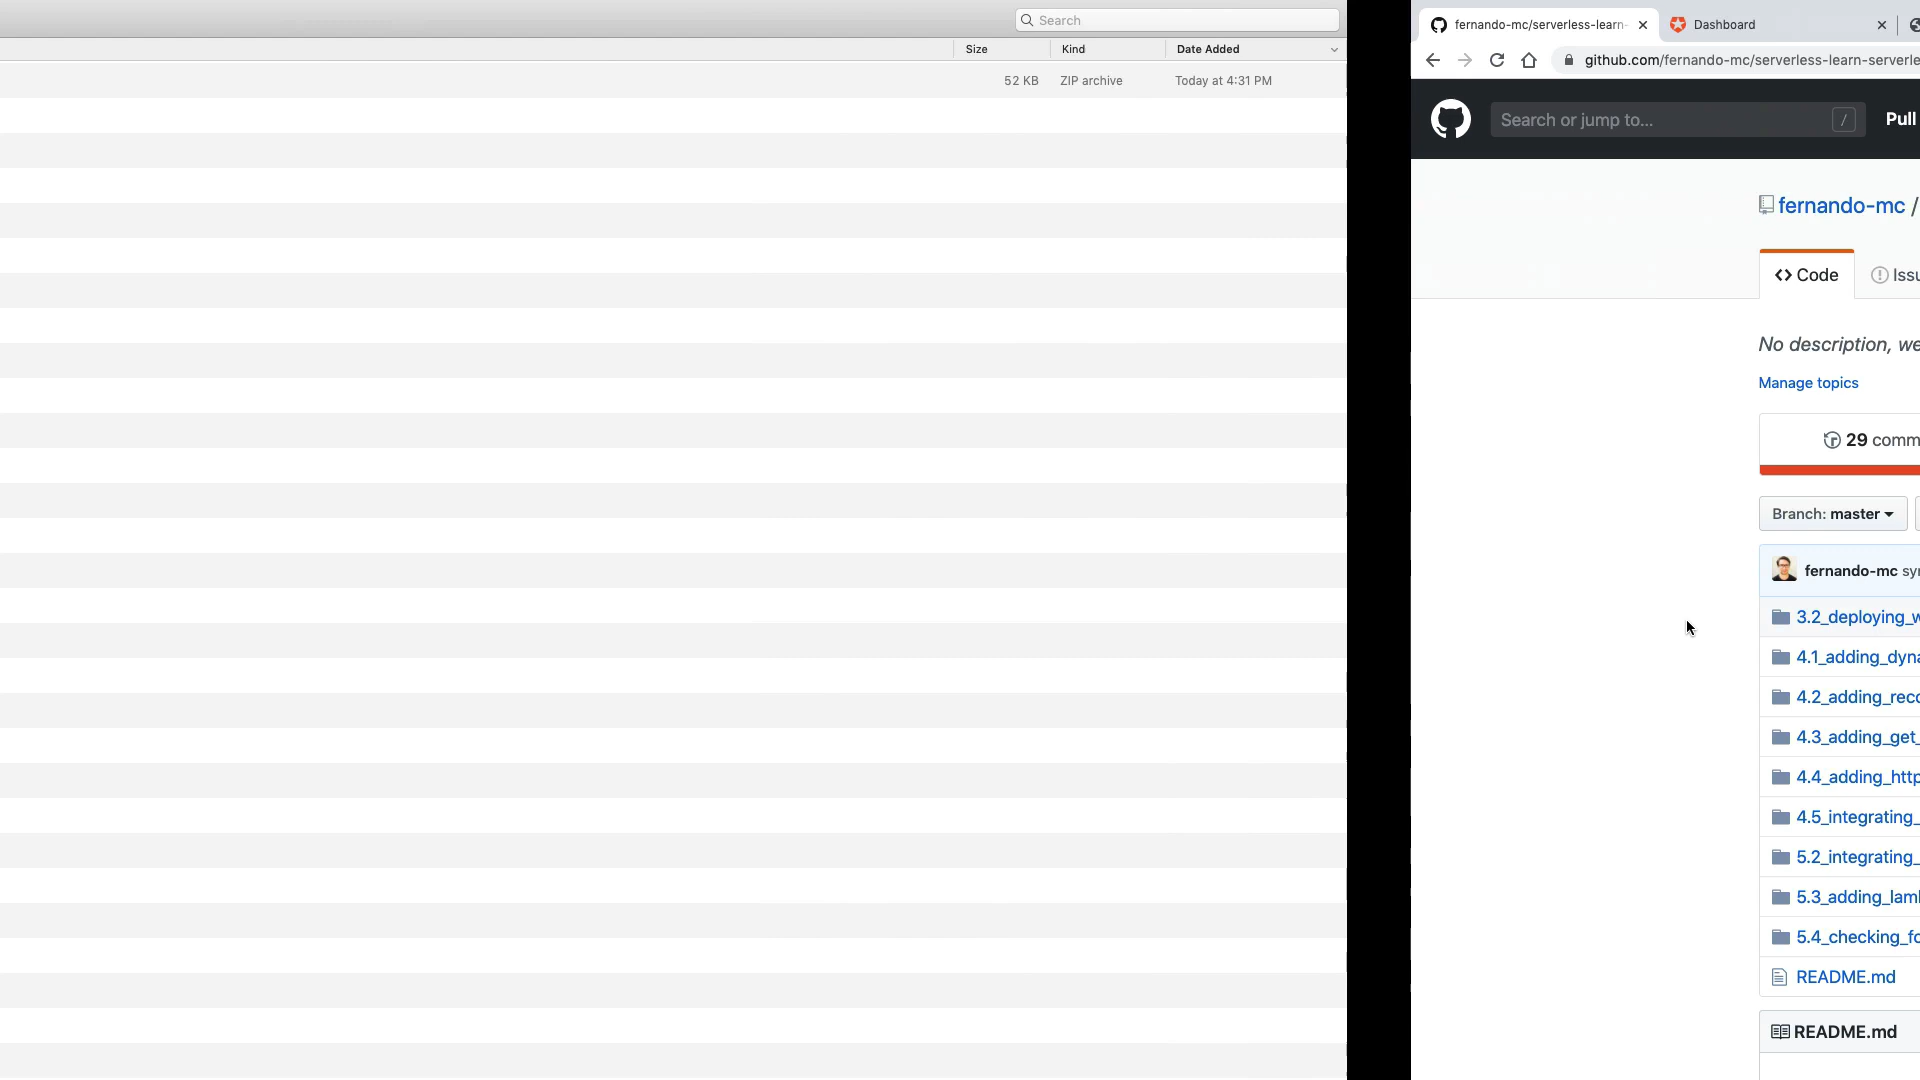 Search
Size
Kind
Date Added
52 KB
ZIP archive
Today at 4:31 PM
fernando-mc/serverless-learn-
Dashboard
github.com/fernando-mc/serverless-learn-serverle
Search or jump to...
/
Pull
fernando-mc /
Code
Issu
No description, we
Manage topics
29 comm
Branch: master
fernando-mc syn
3.2_deploying_w
4.1_adding_dyna
4.2_adding_reco
4.3_adding_get_
4.4_adding_http
4.5_integrating_
5.2_integrating_
5.3_adding_lamb
5.4_checking_fo
README.md
README.md